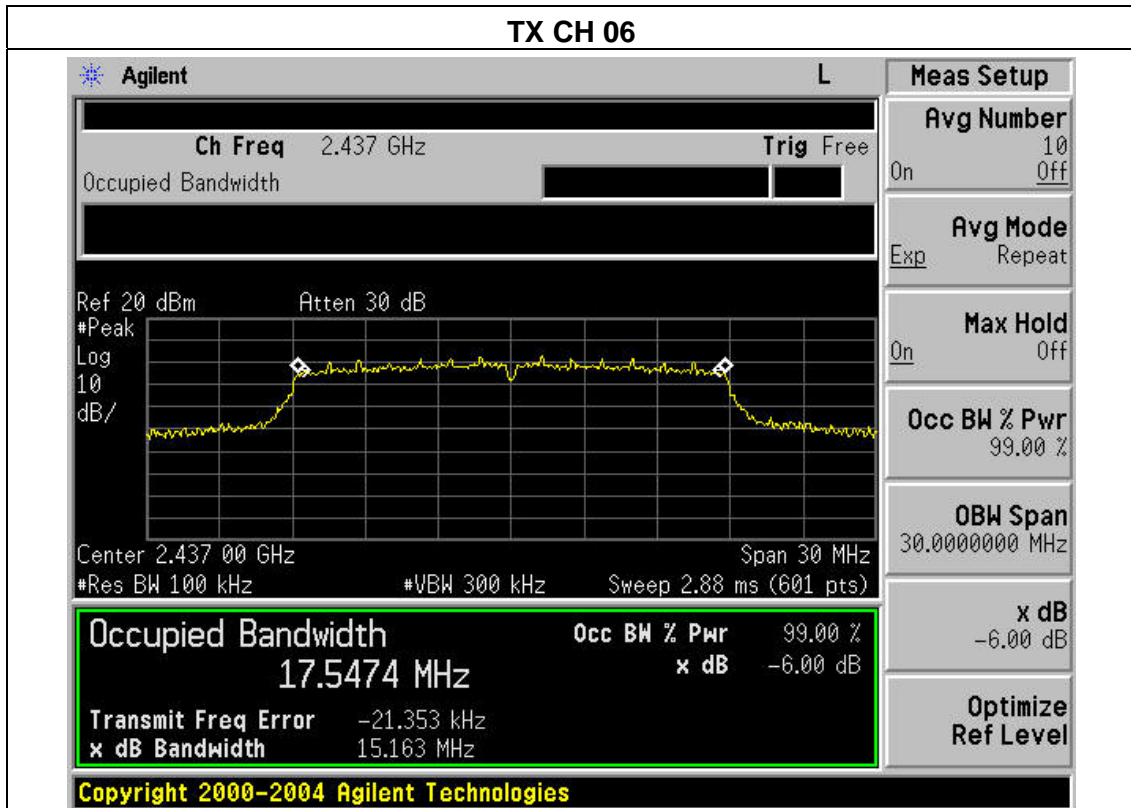 TX CH 06
Agilent L Meas Setup
Ch Freq 2.437 GHz Trig Free
Occupied Bandwidth
Ref 20 dBm Atten 30 dB
#Peak
Log
10
dB/
Center 2.437 00 GHz Span 30 MHz
#Res BW 100 kHz #VBW 300 kHz Sweep 2.88 ms (601 pts)
Occupied Bandwidth Occ BW % Pwr 99.00 %
17.5474 MHz x dB -6.00 dB
Transmit Freq Error -21.353 kHz
x dB Bandwidth 15.163 MHz
Copyright 2000-2004 Agilent Technologies
Avg Number
10
On Off
Avg Mode
Exp Repeat
Max Hold
On Off
Occ BW % Pwr
99.00 %
OBW Span
30.0000000 MHz
x dB
-6.00 dB
Optimize
Ref Level